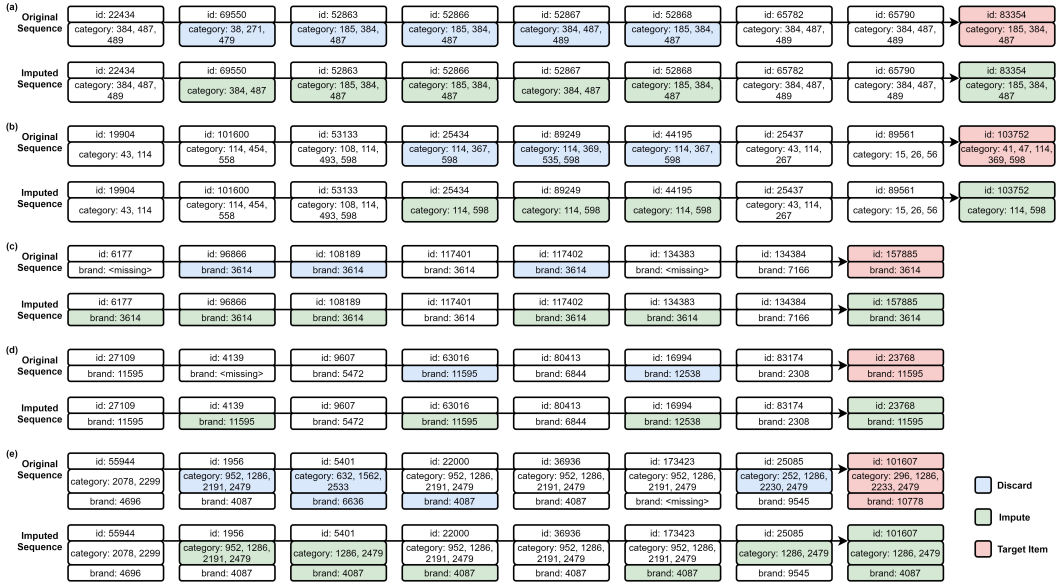 (a)
Original Sequence
id: 22434
id: 69550
id: 52863
id: 52866
id: 52867
id: 52868
id: 65782
id: 65790
id: 83354
category: 384, 487, 489
category: 38, 271, 479
category: 185, 384, 487
category: 185, 384, 487
category: 384, 487, 489
category: 185, 384, 487
category: 384, 487, 489
category: 384, 487, 489
category: 185, 384, 487
Imputed Sequence
id: 22434
id: 69550
id: 52863
id: 52866
id: 52867
id: 52868
id: 65782
id: 65790
id: 83354
category: 384, 487, 489
category: 384, 487
category: 185, 384, 487
category: 185, 384, 487
category: 384, 487
category: 185, 384, 487
category: 384, 487, 489
category: 384, 487, 489
category: 185, 384, 487
(b)
Original Sequence
id: 19904
id: 101600
id: 53133
id: 25434
id: 89249
id: 44195
id: 25437
id: 89561
id: 103752
category: 43, 114
category: 114, 454, 558
category: 108, 114, 493, 598
category: 114, 367, 598
category: 114, 369, 535, 598
category: 114, 367, 598
category: 43, 114, 267
category: 15, 26, 56
category: 41, 47, 114, 369, 598
Imputed Sequence
id: 19904
id: 101600
id: 53133
id: 25434
id: 89249
id: 44195
id: 25437
id: 89561
id: 103752
category: 43, 114
category: 114, 454, 558
category: 108, 114, 493, 598
category: 114, 598
category: 114, 598
category: 114, 598
category: 43, 114, 267
category: 15, 26, 56
category: 114, 598
(c)
Original Sequence
id: 6177
id: 96866
id: 108189
id: 117401
id: 117402
id: 134383
id: 134384
id: 157885
brand: <missing>
brand: 3614
brand: 3614
brand: 3614
brand: 3614
brand: <missing>
brand: 7166
brand: 3614
Imputed Sequence
id: 6177
id: 96866
id: 108189
id: 117401
id: 117402
id: 134383
id: 134384
id: 157885
brand: 3614
brand: 3614
brand: 3614
brand: 3614
brand: 3614
brand: 3614
brand: 7166
brand: 3614
(d)
Original Sequence
id: 27109
id: 4139
id: 9607
id: 63016
id: 80413
id: 16994
id: 83174
id: 23768
brand: 11595
brand: <missing>
brand: 5472
brand: 11595
brand: 6844
brand: 12538
brand: 2308
brand: 11595
Imputed Sequence
id: 27109
id: 4139
id: 9607
id: 63016
id: 80413
id: 16994
id: 83174
id: 23768
brand: 11595
brand: 11595
brand: 5472
brand: 11595
brand: 6844
brand: 12538
brand: 2308
brand: 11595
(e)
Original Sequence
id: 55944
id: 1956
id: 5401
id: 22000
id: 36936
id: 173423
id: 25085
id: 101607
category: 2078, 2299
category: 952, 1286, 2191, 2479
category: 632, 1562, 2533
category: 952, 1286, 2191, 2479
category: 952, 1286, 2191, 2479
category: 952, 1286, 2191, 2479
category: 252, 1286, 2230, 2479
category: 296, 1286, 2233, 2479
brand: 4696
brand: 4087
brand: 6636
brand: 4087
brand: 4087
brand: <missing>
brand: 9545
brand: 10778
Imputed Sequence
id: 55944
id: 1956
id: 5401
id: 22000
id: 36936
id: 173423
id: 25085
id: 101607
category: 2078, 2299
category: 952, 1286, 2191, 2479
category: 1286, 2479
category: 952, 1286, 2191, 2479
category: 952, 1286, 2191, 2479
category: 952, 1286, 2191, 2479
category: 1286, 2479
category: 1286, 2479
brand: 4696
brand: 4087
brand: 4087
brand: 4087
brand: 4087
brand: 4087
brand: 9545
brand: 4087
Discard
Impute
Target Item